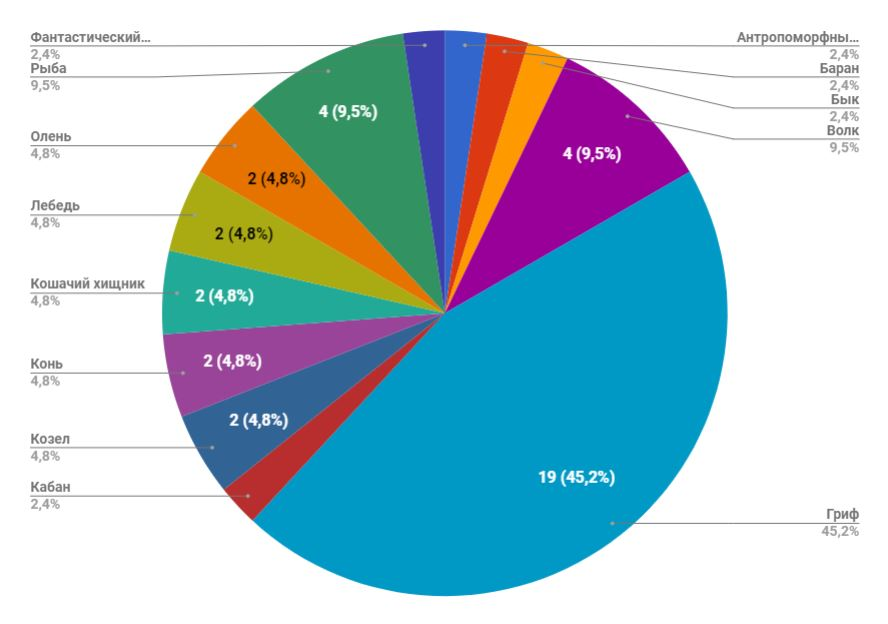 Фантастический…
2,4%
Рыба
9,5%
Олень
4,8%
Лебедь
4,8%
Кошачий хищник
4,8%
Конь
4,8%
Козел
4,8%
Кабан
2,4%
Антропоморфны…
2,4%
Баран
2,4%
Бык
2,4%
Волк
9,5%
Гриф
45,2%
4 (9,5%)
2 (4,8%)
2 (4,8%)
2 (4,8%)
2 (4,8%)
2 (4,8%)
4 (9,5%)
19 (45,2%)